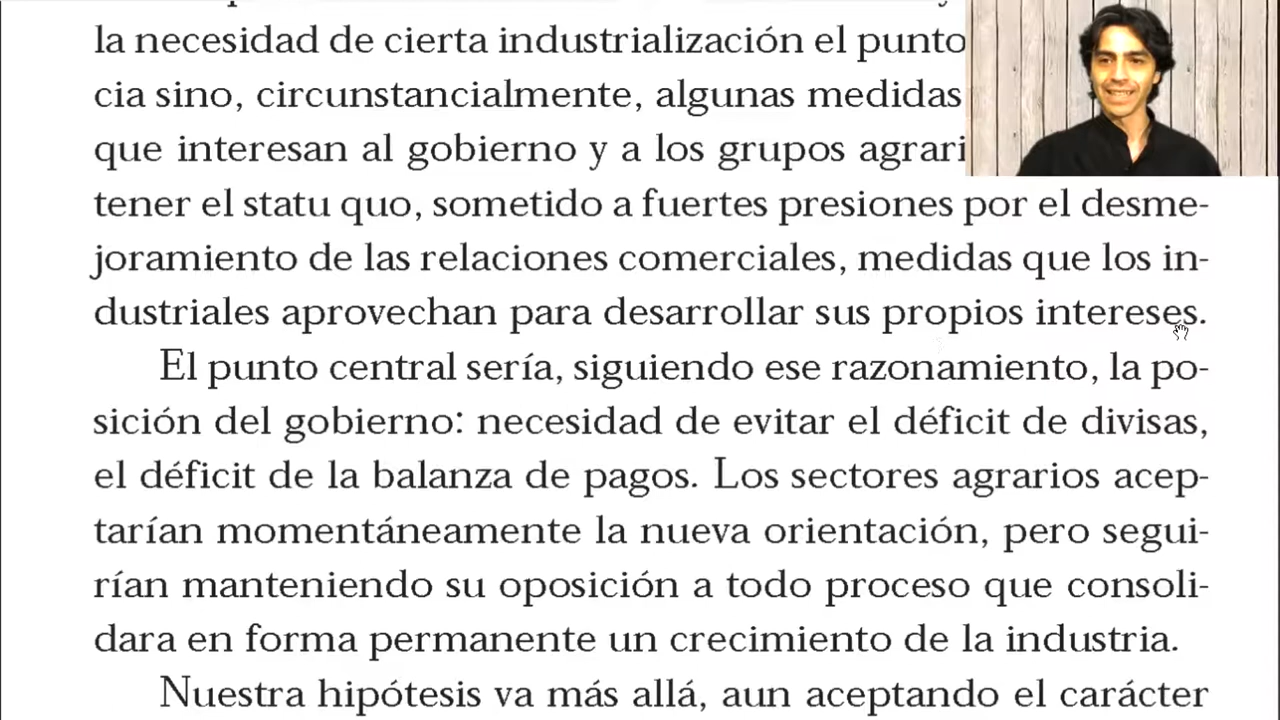 la necesidad de cierta industrialización el punto
cia sino, circunstancialmente, algunas medidas
que interesan al gobierno y a los grupos agrari
tener el statu quo, sometido a fuertes presiones por el desme-
joramiento de las relaciones comerciales, medidas que los in-
dustriales aprovechan para desarrollar sus propios intereses.
El punto central sería, siguiendo ese razonamiento, la po-
sición del gobierno: necesidad de evitar el déficit de divisas,
el déficit de la balanza de pagos. Los sectores agrarios acep-
tarían momentáneamente la nueva orientación, pero segui-
rían manteniendo su oposición a todo proceso que consoli-
dara en forma permanente un crecimiento de la industria.
Nuestra hipótesis va más allá, aun aceptando el carácter